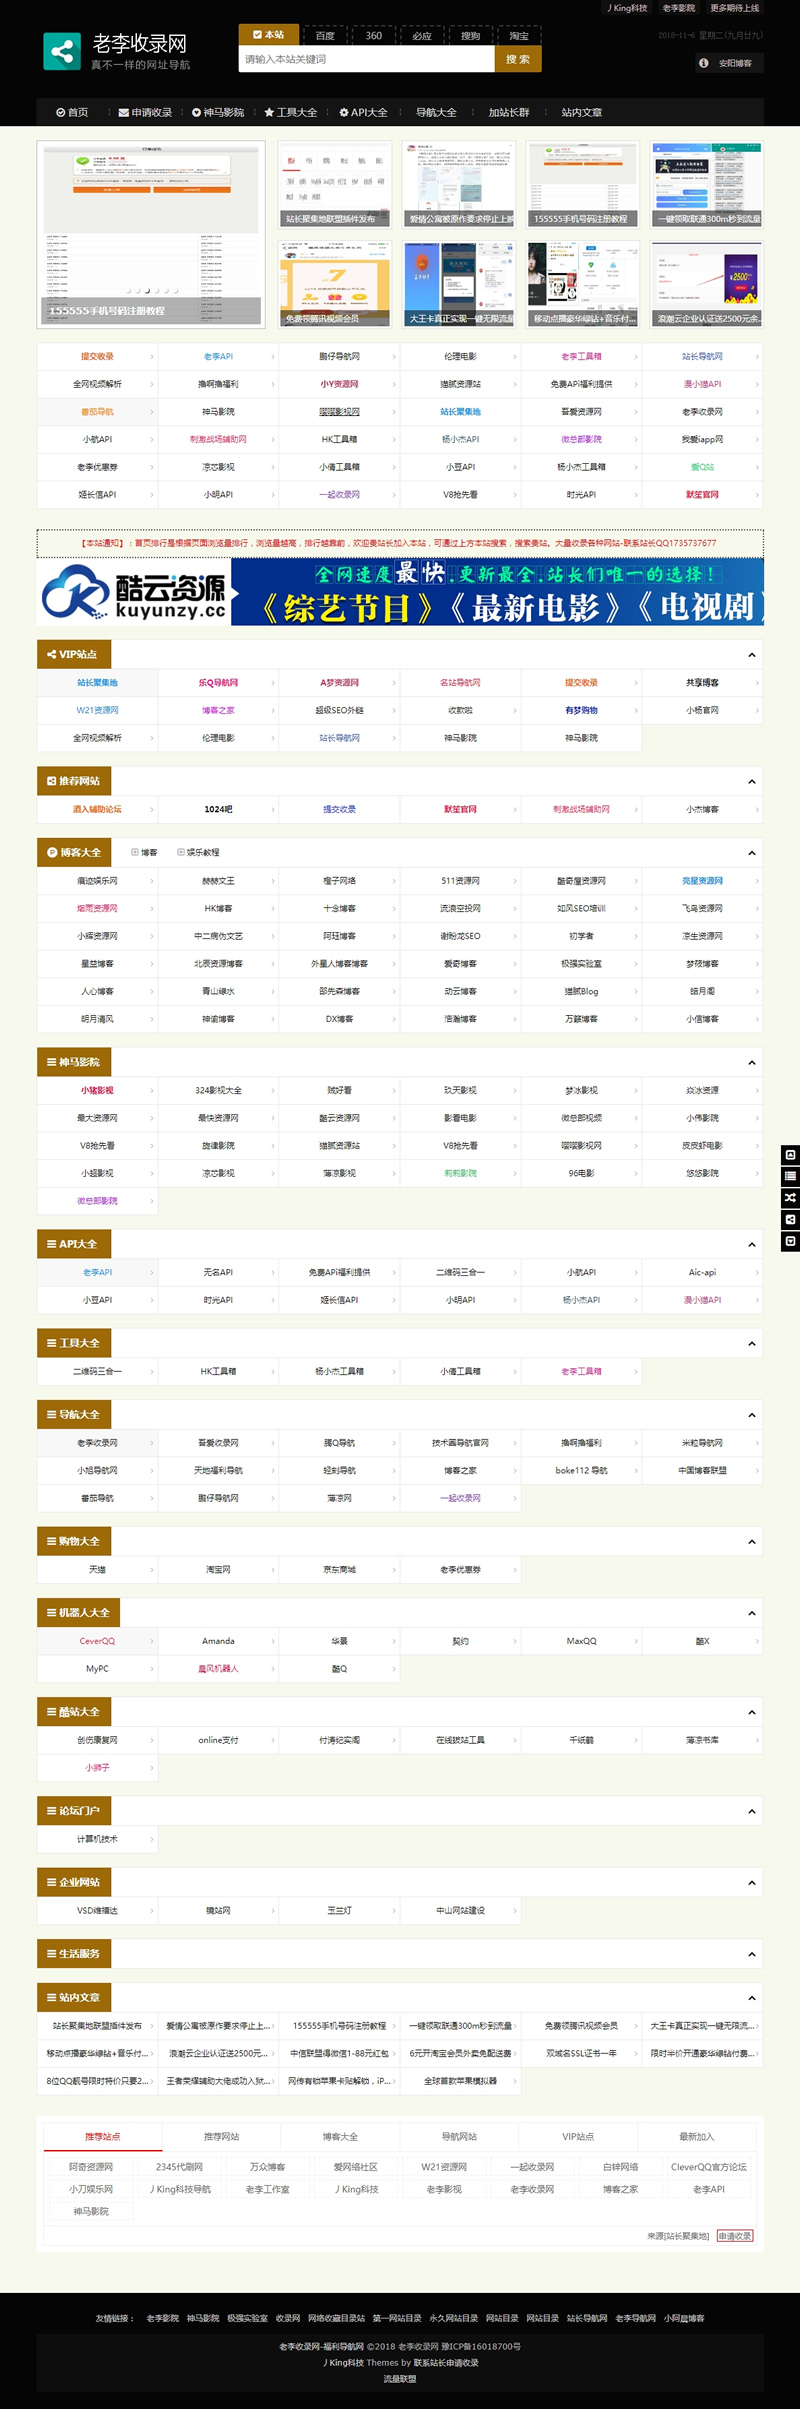 丿King科技 老李影院 更多期待上线
老李收录网
真不一样的网址导航
本站 百度 360 必应 搜狗 淘宝
请输入本站关键词 搜 索
2018-11-6 星期二(九月廿九)
安阳博客
首页 申请收录 神马影院 工具大全 API大全 导航大全 加站长群 站内文章
155555手机号码注册教程
站长聚集地联盟插件发布 爱情公寓被原作要求停止上映 155555手机号码注册教程 一键领取联通300m秒到流量
免费领腾讯视频会员 大王卡真正实现一键无限流量 移动点播豪华绿钻+音乐付... 浪潮云企业认证送2500元余...
提交收录 老李API 鹏仔导航网 伦理电影 老李工具箱 站长导航网
全网视频解析 撸啊撸福利 小Y资源网 猫腻资源站 免费API福利提供 漫小猫API
番茄导航 神马影院 嘤嘤影视网 站长聚集地 吾爱资源网 老李收录网
小航API 刺激战场辅助网 HK工具箱 杨小杰API 微总郎影院 我爱iapp网
老李优惠券 凉芯影视 小倩工具箱 小豆API 杨小杰工具箱 爱Q站
姬长信API 小明API 一起收录网 V8抢先看 时光API 默笙官网
【本站通知】：首页排行是根据页面浏览量排行，浏览量越高，排行越靠前，欢迎贵站长加入本站，可通过上方本站搜索，搜索贵站。大量收录各种网站-联系站长QQ1735737677
酷云资源 全网速度最快.更新最全.站长们唯一的选择！
kuyunzy.cc 《综艺节目》《最新电影》《电视剧》
VIP站点
站长聚集地 乐Q导航网 A梦资源网 名站导航网 提交收录 共享博客
W21资源网 博客之家 超级SEO外链 收款啦 有梦购物 小杨官网
全网视频解析 伦理电影 站长导航网 神马影院 神马影院
推荐网站
酒入辅助论坛 1024吧 提交收录 默笙官网 刺激战场辅助网 小杰博客
博客大全 博客 娱乐教程
痕迹娱乐网 赫赫文王 橙子网络 511资源网 酷奇屋资源网 亮星资源网
烟雨资源网 HK博客 十念博客 流浪空投网 如风SEO培训 飞鸟资源网
小辉资源网 中二病伪文艺 阿珏博客 谢盼龙SEO 初学者 凉生资源网
星益博客 北辰资源博客 外星人博客博客 爱奇博客 极强实验室 梦筱博客
人心博客 青山绿水 邵先森博客 动云博客 猫腻Blog 皓月阁
明月清风 神谕博客 DX博客 浩瀚博客 万籁博客 小信博客
神马影院
小猪影视 324影视大全 贼好看 玖天影视 梦冰影视 焱冰资源
最大资源网 最快资源网 酷云资源网 影看电影 微总郎视频 小伟影院
V8抢先看 旋律影院 猫腻资源站 V8抢先看 嘤嘤影视网 皮皮虾电影
小超影视 凉芯影视 薄凉影视 莉莉影院 96电影 悠悠影院
微总郎影院
API大全
老李API 无名API 免费API福利提供 二维码三合一 小航API Aic-api
小豆API 时光API 姬长信API 小明API 杨小杰API 漫小猫API
工具大全
二维码三合一 HK工具箱 杨小杰工具箱 小倩工具箱 老李工具箱
导航大全
老李收录网 吾爱收录网 腾Q导航 技术圈导航官网 撸啊撸福利 米粒导航网
小旭导航网 天地福利导航 轻刻导航 博客之家 boke112 导航 中国博客联盟
番茄导航 鹏仔导航网 薄凉网 一起收录网
购物大全
天猫 淘宝网 京东商城 老李优惠券
机器人大全
CeverQQ Amanda 华晨 契约 MaxQQ 酷X
MyPC 晨风机器人 酷Q
酷站大全
创伤康复网 online支付 付涛纪实阁 在线拔站工具 千纸鹤 薄凉书库
小狮子
论坛门户
计算机技术
企业网站
VSD维福达 镜站网 玉兰灯 中山网站建设
生活服务
站内文章
站长聚集地联盟插件发布 爱情公寓被原作要求停止上... 155555手机号码注册教程 一键领取联通300m秒到流量 免费领腾讯视频会员 大王卡真正实现一键无限流...
移动点播豪华绿钻+音乐付... 浪潮云企业认证送2500元... 中信联盟得微信1-88元红包 6元开淘宝会员外卖免配送费 双域名SSL证书一年 限时半价开通豪华绿钻付费...
8位QQ靓号限时特价只要2... 王者荣耀辅助大佬成功入狱... 网传有锁苹果卡贴解锁，iP... 全球首款苹果模拟器
推荐站点 推荐网站 博客大全 导航网站 VIP站点 最新加入
阿奇资源网 2345代刷网 万众博客 爱网络社区 W21资源网 一起收录网 白锌网络 CleverQQ官方论坛
小刀娱乐网 丿King科技导航 老李工作室 丿King科技 老李影视 老李收录网 博客之家 老李API
神马影院
来源[站长聚集地] 申请收录
友情链接： 老李影院 神马影院 极强实验室 收录网 网络收藏目录站 第一网站目录 永久网站目录 网站目录 网站目录 站长导航网 老李导航网 小阿晨博客
老李收录网-福利导航网 ©2018 老李收录网 豫ICP备16018700号
丿King科技 Themes by 联系站长申请收录
流量联盟